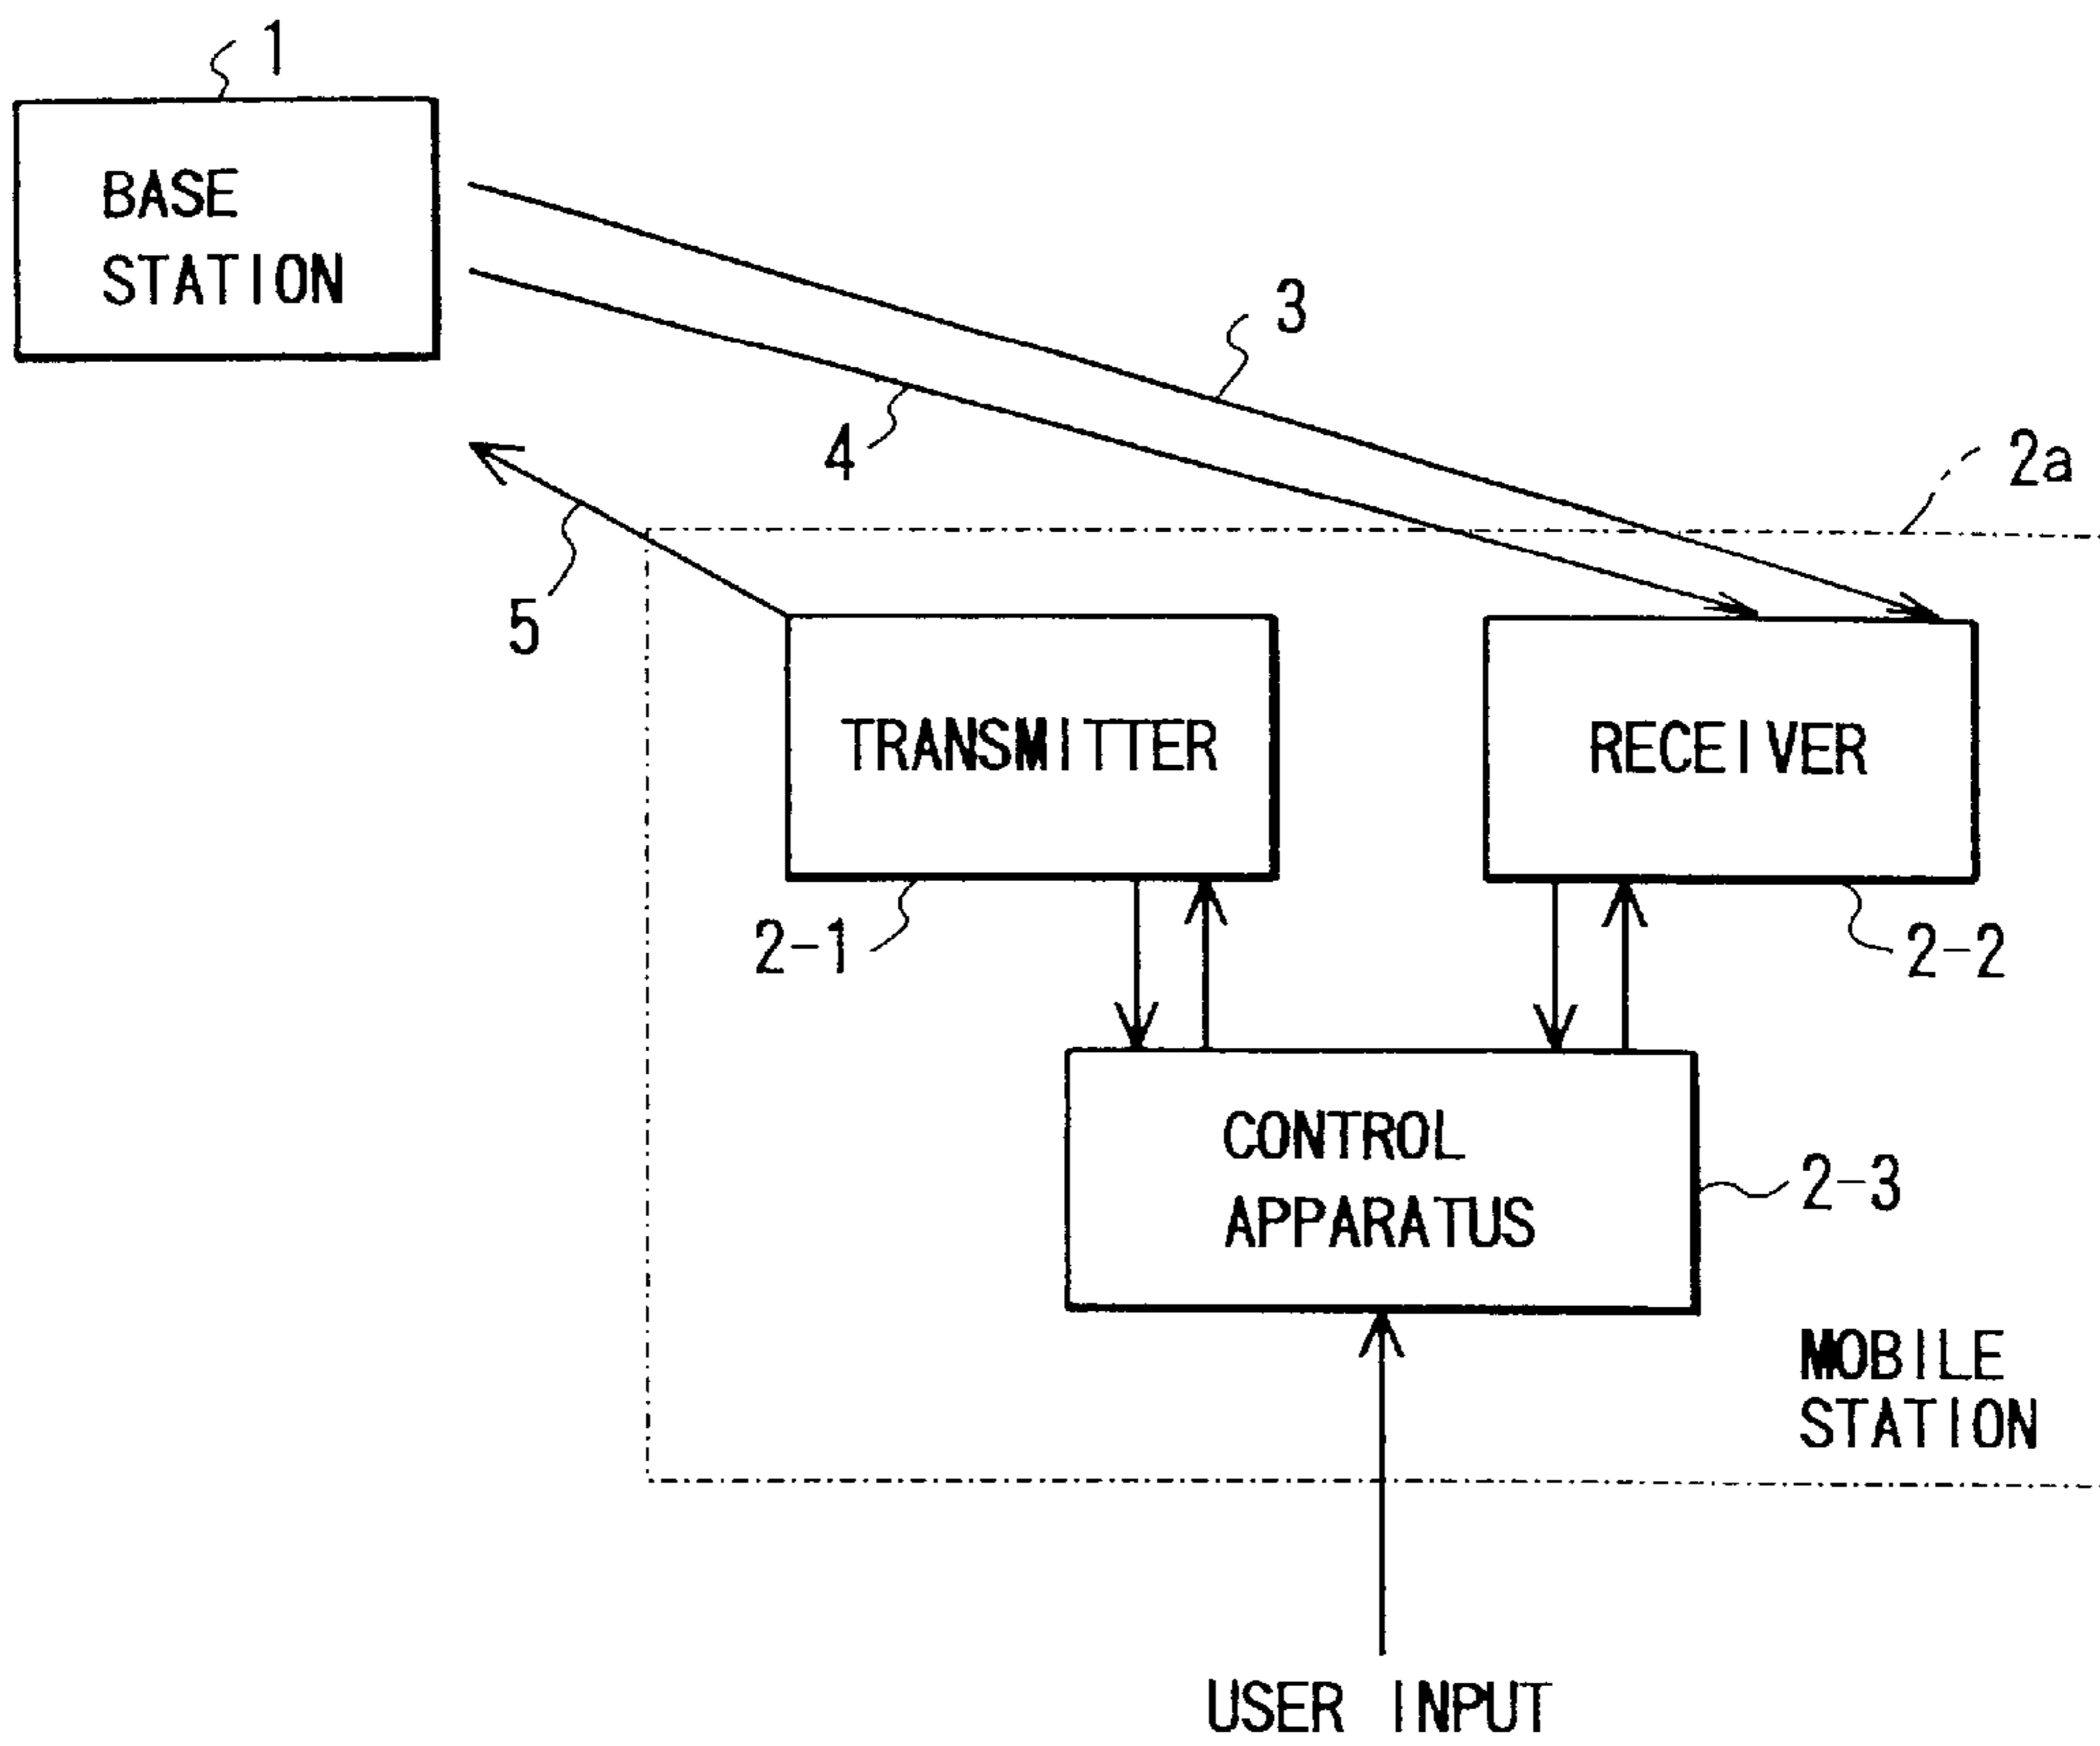 1
BASE
STATION
3
4
2a
5
TRANSMITTER
RECEIVER
2-1
2-2
CONTROL
APPARATUS
2-3
MOBILE
STATION
USER INPUT